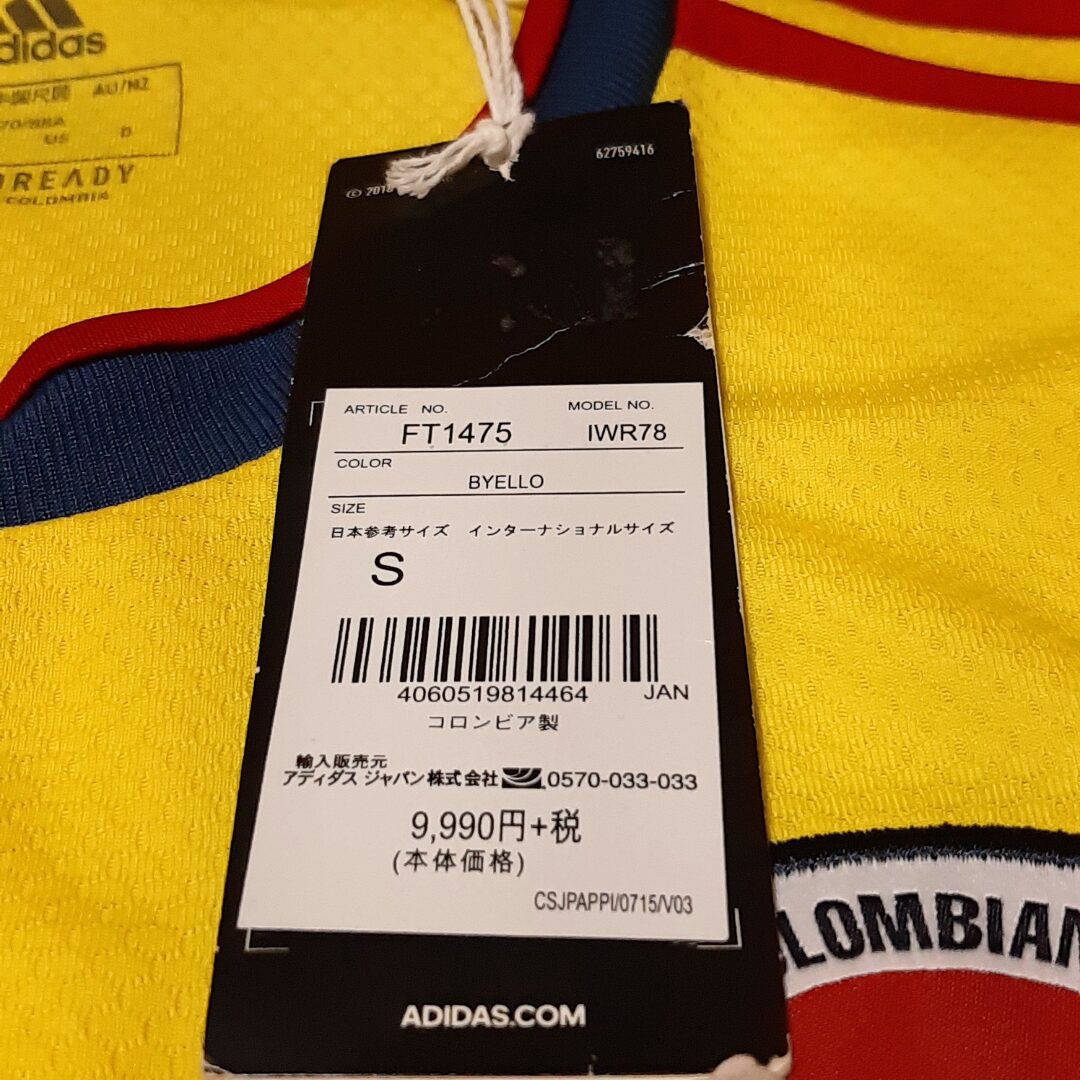 adidas
AU/NZ
D
READY
COLOMBIA
62759416
© 201
ARTICLE NO. MODEL NO.
FT1475 IWR78
COLOR
BYELLO
SIZE
日本参考サイズ インターナショナルサイズ
S
4060519814464 JAN
コロンビア製
輸入販売元
アディダス ジャパン株式会社 0570-033-033
9,990円+税
(本体価格)
CSJPAPPI/0715/V03
ADIDAS.COM
LOMBIAN